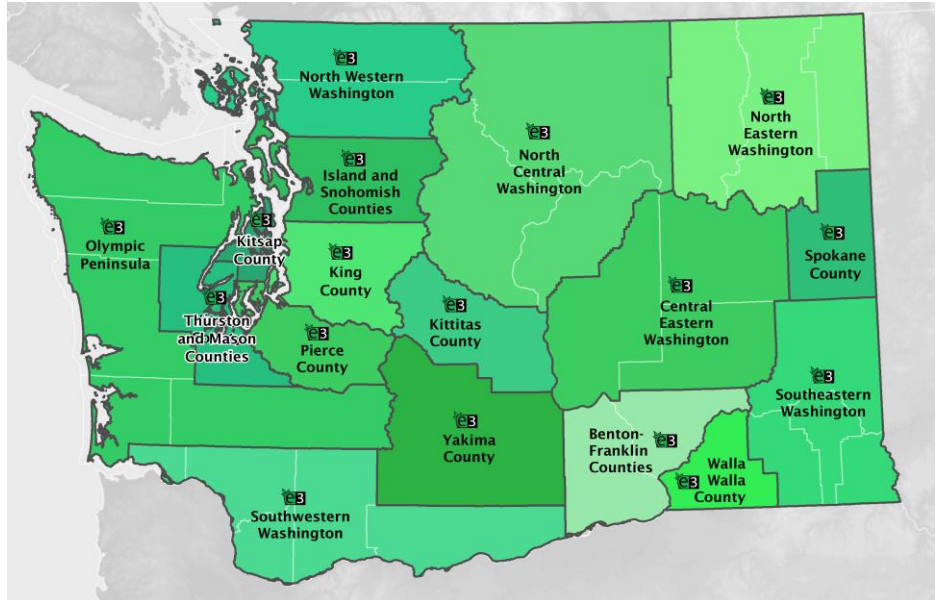 e3
North Western
Washington
e3
North
Eastern
Washington
e3
North
Central
Washington
e3
Island and
Snohomish
Counties
e3
Olympic
Peninsula
e3
Kitsap
County
e3
King
County
e3
Spokane
County
e3
Thurston
and Mason
Counties
e3
Kittitas
County
e3
Central
Eastern
Washington
e3
Pierce
County
e3
Southeastern
Washington
e3
Yakima
County
e3
Benton-
Franklin
Counties
e3
Walla
Walla
County
e3
Southwestern
Washington